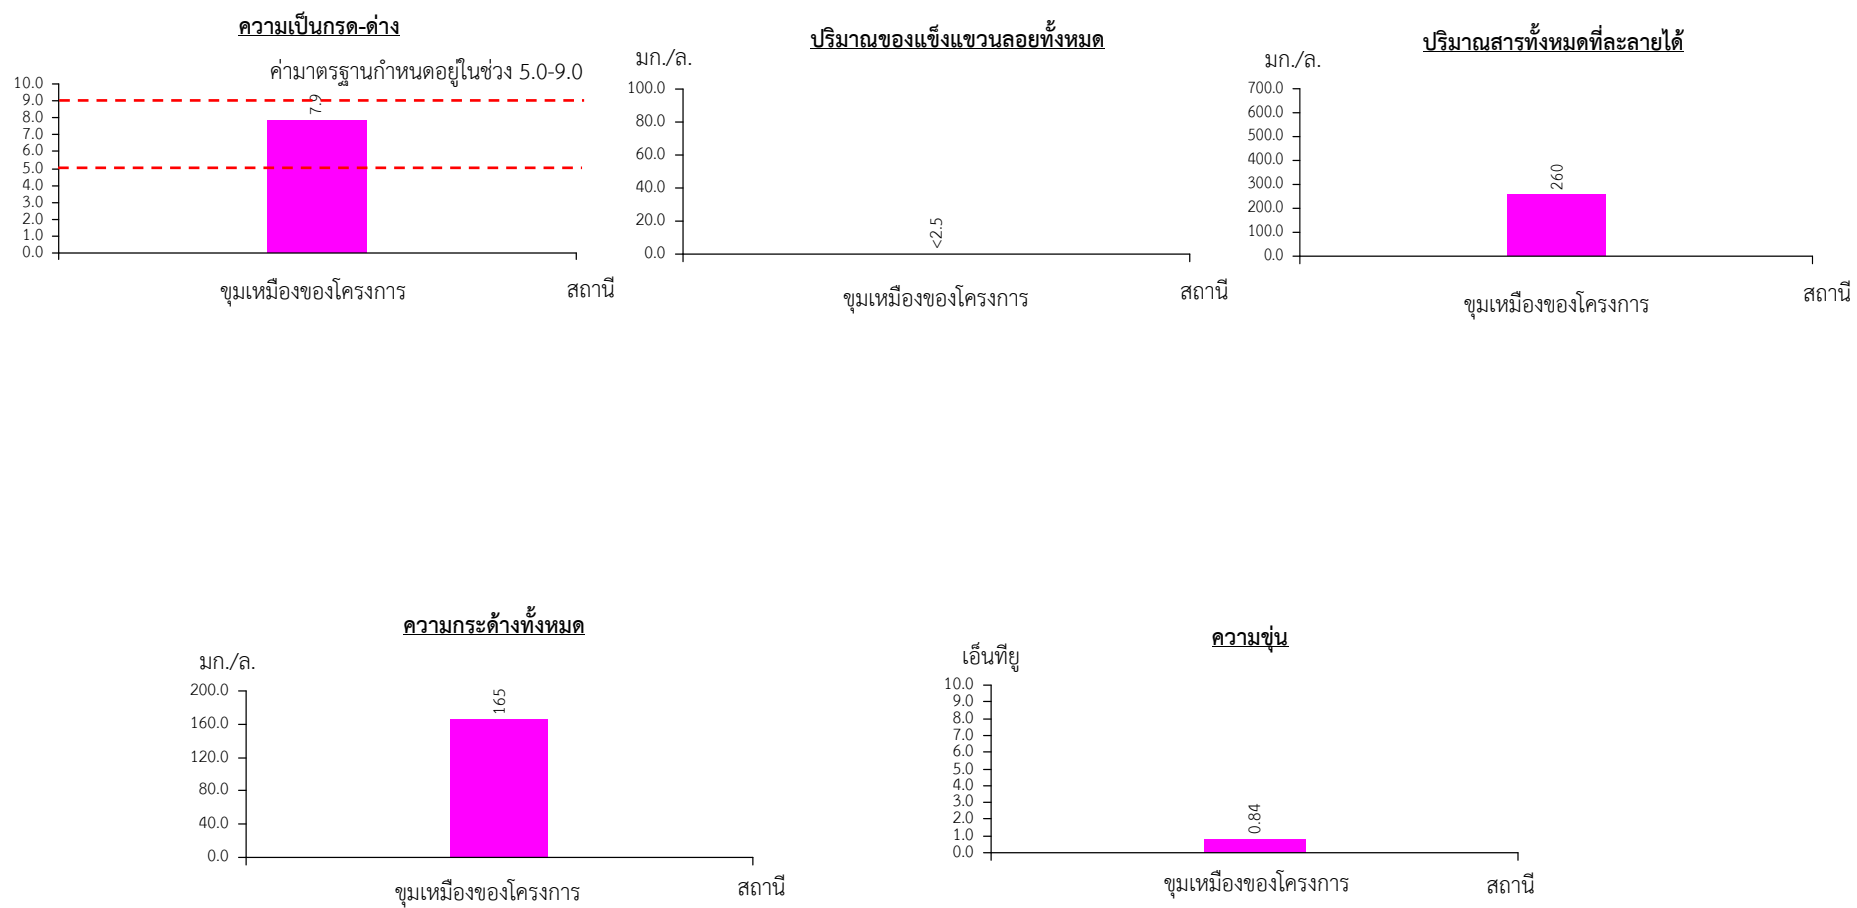 ความเป็นกรด-ด่าง
ค่ามาตรฐานกำหนดอยู่ในช่วง 5.0-9.0
10.0
9.0
8.0
7.0
6.0
5.0
4.0
3.0
2.0
1.0
0.0
7.9
ขุมเหมืองของโครงการ
สถานี
ปริมาณของแข็งแขวนลอยทั้งหมด
มก./ล.
100.0
80.0
60.0
40.0
20.0
0.0
<2.5
ขุมเหมืองของโครงการ
สถานี
ปริมาณสารทั้งหมดที่ละลายได้
มก./ล.
700.0
600.0
500.0
400.0
300.0
200.0
100.0
0.0
260
ขุมเหมืองของโครงการ
สถานี
ความกระด้างทั้งหมด
มก./ล.
200.0
160.0
120.0
80.0
40.0
0.0
165
ขุมเหมืองของโครงการ
สถานี
ความขุ่น
เอ็นทียู
10.0
9.0
8.0
7.0
6.0
5.0
4.0
3.0
2.0
1.0
0.0
0.84
ขุมเหมืองของโครงการ
สถานี